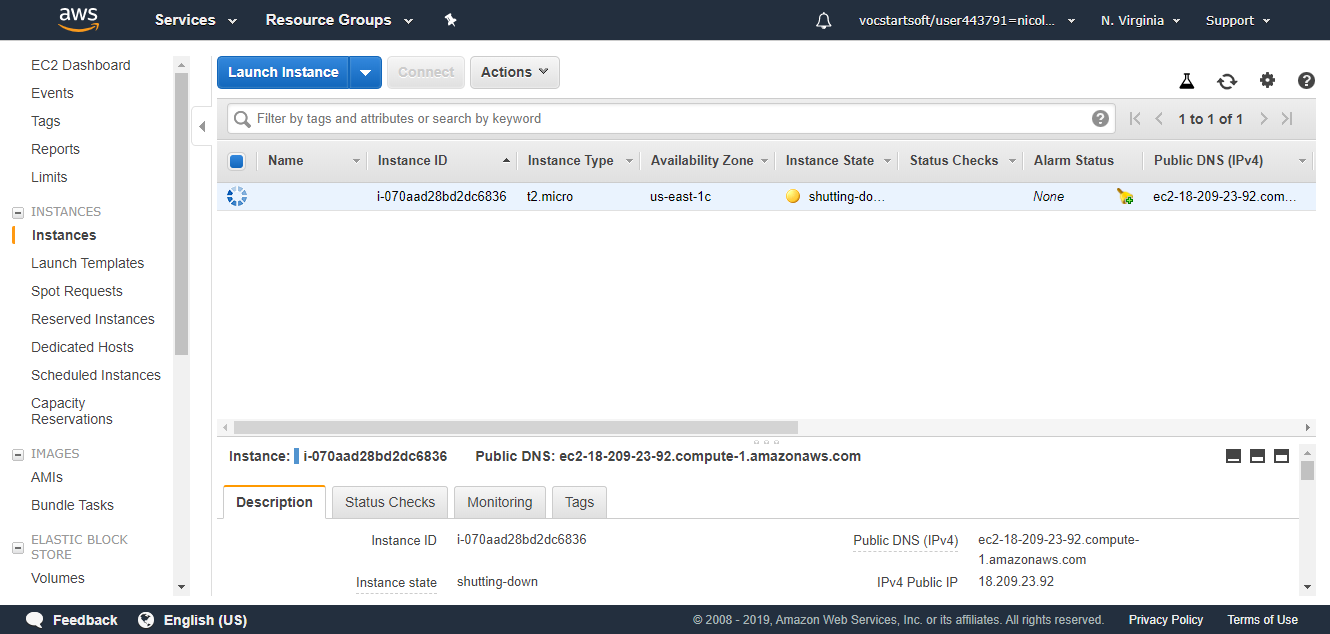 aws
Services
Resource Groups
vocstartsoft/user443791=nicol...
N. Virginia
Support
EC2 Dashboard
Events
Tags
Reports
Limits
INSTANCES
Instances
Launch Templates
Spot Requests
Reserved Instances
Dedicated Hosts
Scheduled Instances
Capacity
Reservations
IMAGES
AMIs
Bundle Tasks
ELASTIC BLOCK
STORE
Volumes
Launch Instance
Connect
Actions
Filter by tags and attributes or search by keyword
1 to 1 of 1
Name
Instance ID
Instance Type
Availability Zone
Instance State
Status Checks
Alarm Status
Public DNS (IPv4)
i-070aad28bd2dc6836
t2.micro
us-east-1c
shutting-do...
None
ec2-18-209-23-92.com...
Instance: i-070aad28bd2dc6836
Public DNS: ec2-18-209-23-92.compute-1.amazonaws.com
Description
Status Checks
Monitoring
Tags
Instance ID
i-070aad28bd2dc6836
Public DNS (IPv4)
ec2-18-209-23-92.compute-
1.amazonaws.com
Instance state
shutting-down
IPv4 Public IP
18.209.23.92
Feedback
English (US)
© 2008 - 2019, Amazon Web Services, Inc. or its affiliates. All rights reserved.
Privacy Policy
Terms of Use